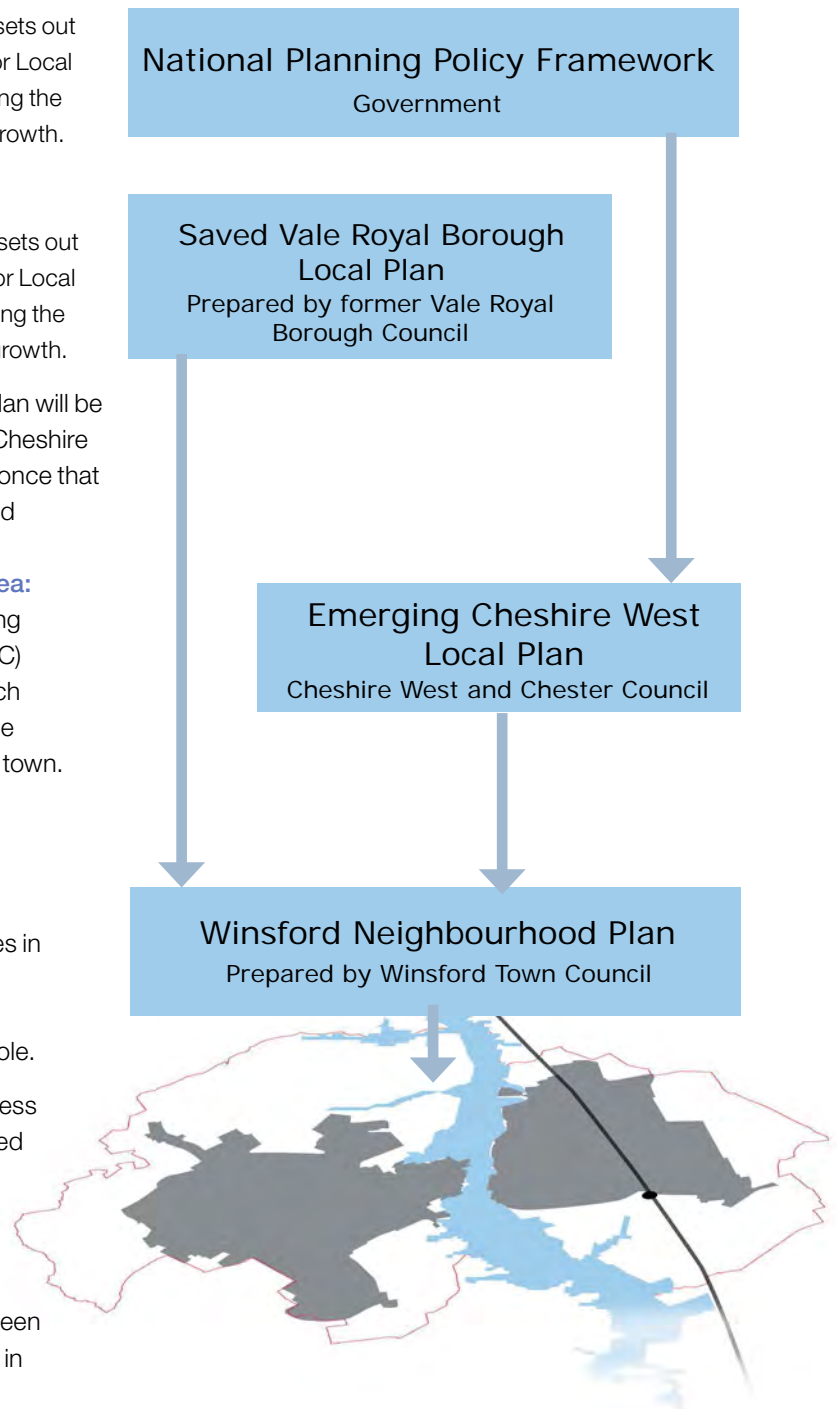 sets out
or Local
ng the
rowth.
sets out
or Local
ing the
growth.
lan will be
Cheshire
once that
d
ea:
ng
C)
ch
e
town.
es in
ole.
ess
ed
een
in
National Planning Policy Framework
Government
Saved Vale Royal Borough
Local Plan
Prepared by former Vale Royal
Borough Council
Emerging Cheshire West
Local Plan
Cheshire West and Chester Council
Winsford Neighbourhood Plan
Prepared by Winsford Town Council